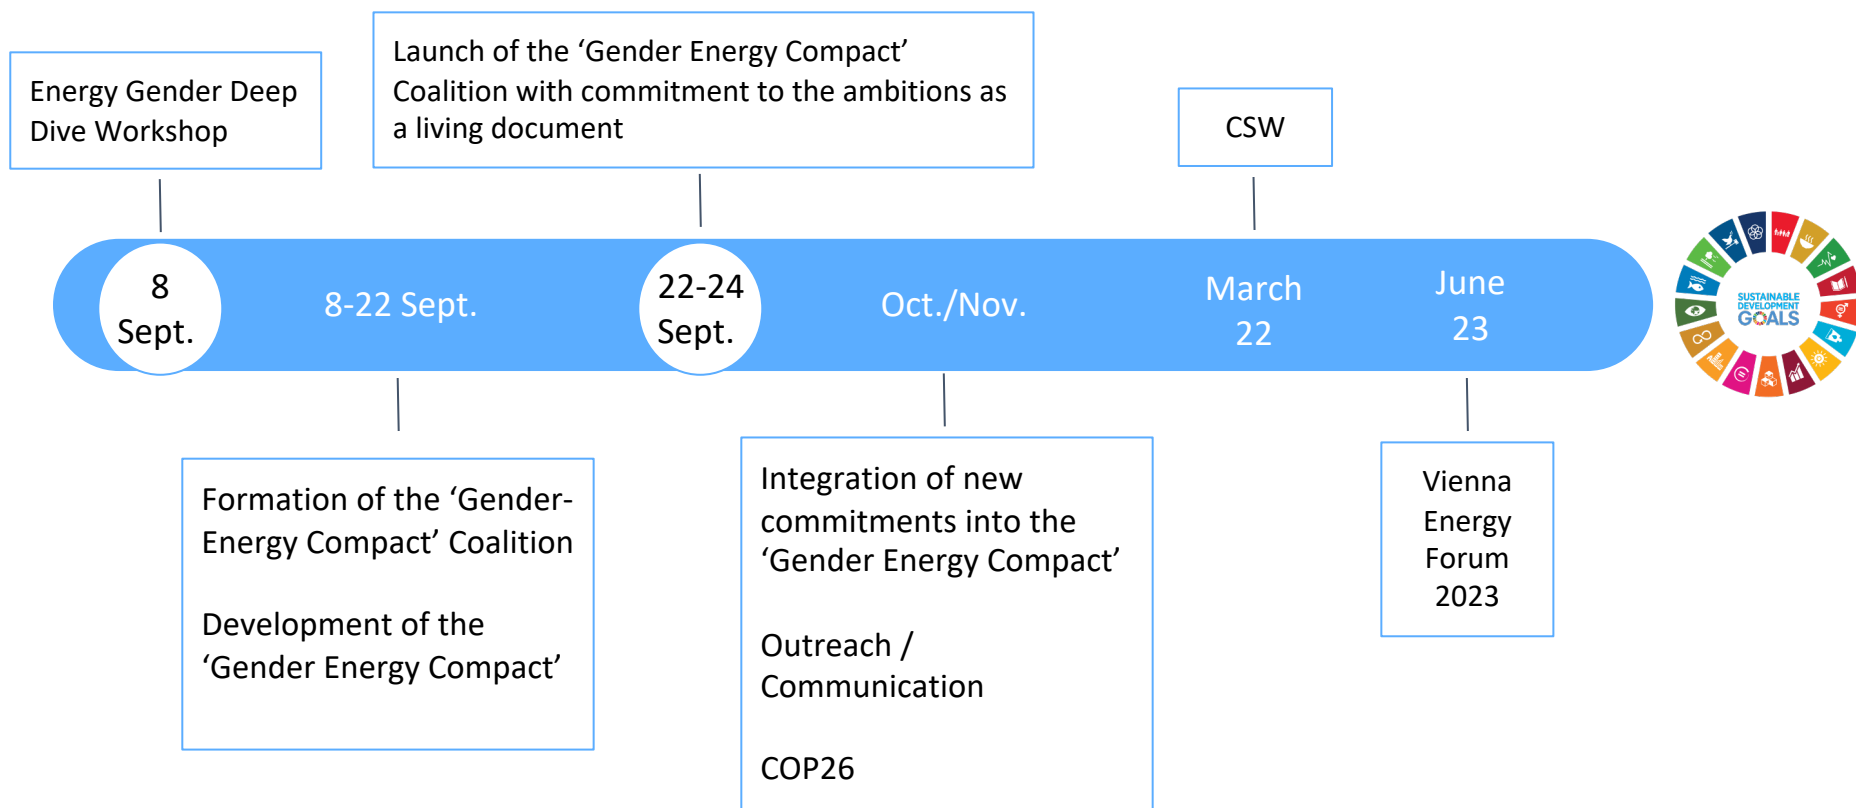 Energy Gender Deep
Dive Workshop
Launch of the ‘Gender Energy Compact’
Coalition with commitment to the ambitions as
a living document
CSW
8
Sept.
8-22 Sept.
22-24
Sept.
Oct./Nov.
March
22
June
23
SUSTAINABLE
DEVELOPMENT
GOALS
Formation of the ‘Gender-
Energy Compact’ Coalition
Development of the
‘Gender Energy Compact’
Integration of new
commitments into the
‘Gender Energy Compact’
Outreach /
Communication
COP26
Vienna
Energy
Forum
2023